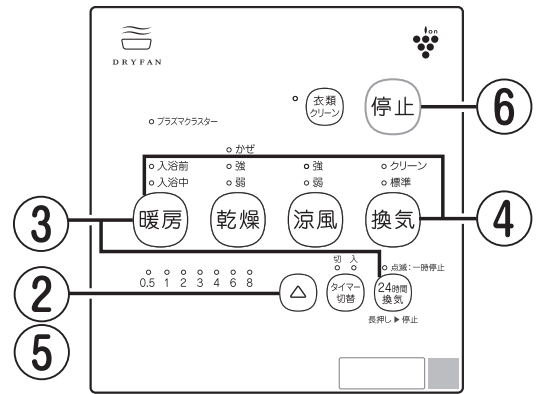 ion
DRYFAN
衣類
クリーン
停止
⑥
プラズマクラスター
かぜ
入浴前 強 強 クリーン
入浴中 弱 弱 標準
③ 暖房 乾燥 涼風 換気 ④
切 入 点滅：一時停止
0.5 1 2 3 4 6 8
② △
タイマー
切替
24時間
換気
長押し▶停止
⑤